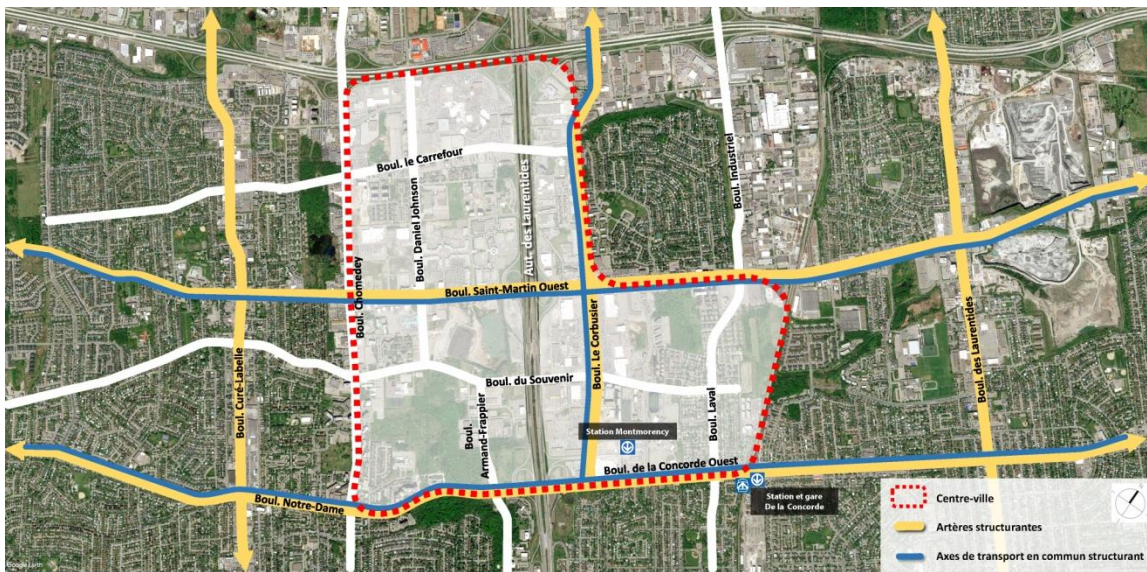 Boul. Industriel
Boul. le Carrefour
Aut. des Laurentides
Boul. Daniel Johnson
Boul. Chomedey
Boul. Saint-Martin Ouest
Boul. Le Corbusier
Boul. des Laurentides
Boul. Curé-Labelle
Boul. du Souvenir
Boul. Laval
Boul.
Armand-Frappier
Station Montmorency
Boul. de la Concorde Ouest
Boul. Notre-Dame
Station et gare
De la Concorde
Centre-ville
Artères structurantes
Axes de transport en commun structurant
Google Earth